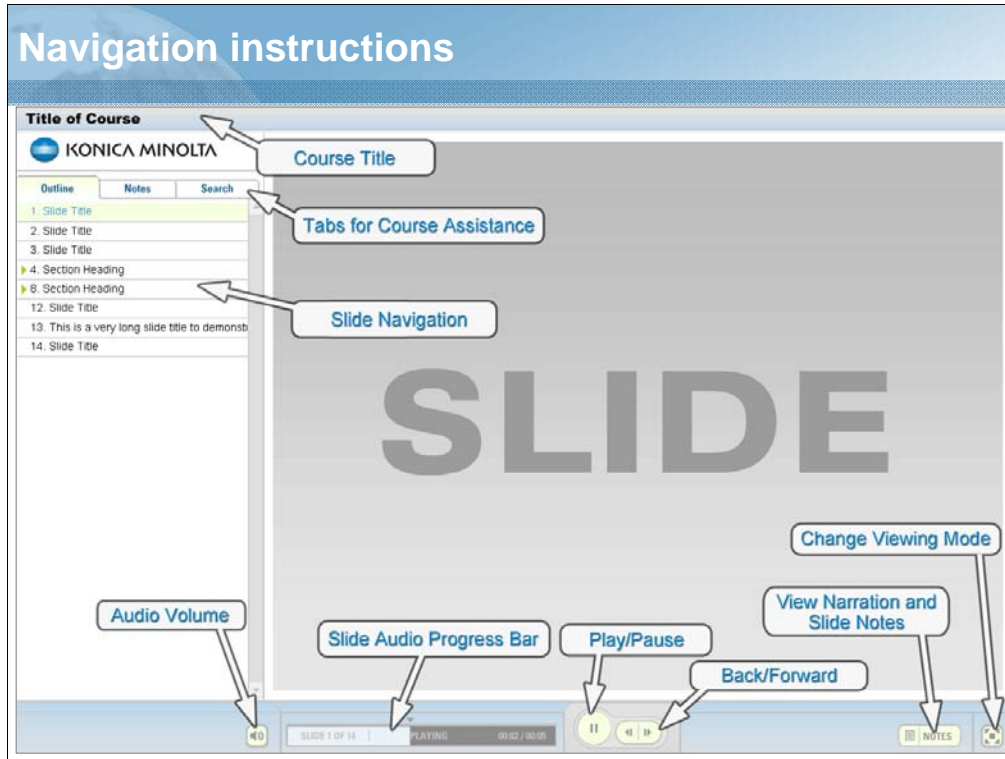 Navigation instructions
Title of Course
KONICA MINOLTA
Course Title
Outline Notes Search
Tabs for Course Assistance
1. Slide Title
2. Slide Title
3. Slide Title
4. Section Heading
8. Section Heading
12. Slide Title
13. This is a very long slide title to demonst
14. Slide Title
Slide Navigation
SLIDE
Change Viewing Mode
Audio Volume
View Narration and
Slide Notes
Slide Audio Progress Bar
Play/Pause
Back/Forward
SLIDE 1 OF 14 PLAYING 00:02 / 00:05
NOTES